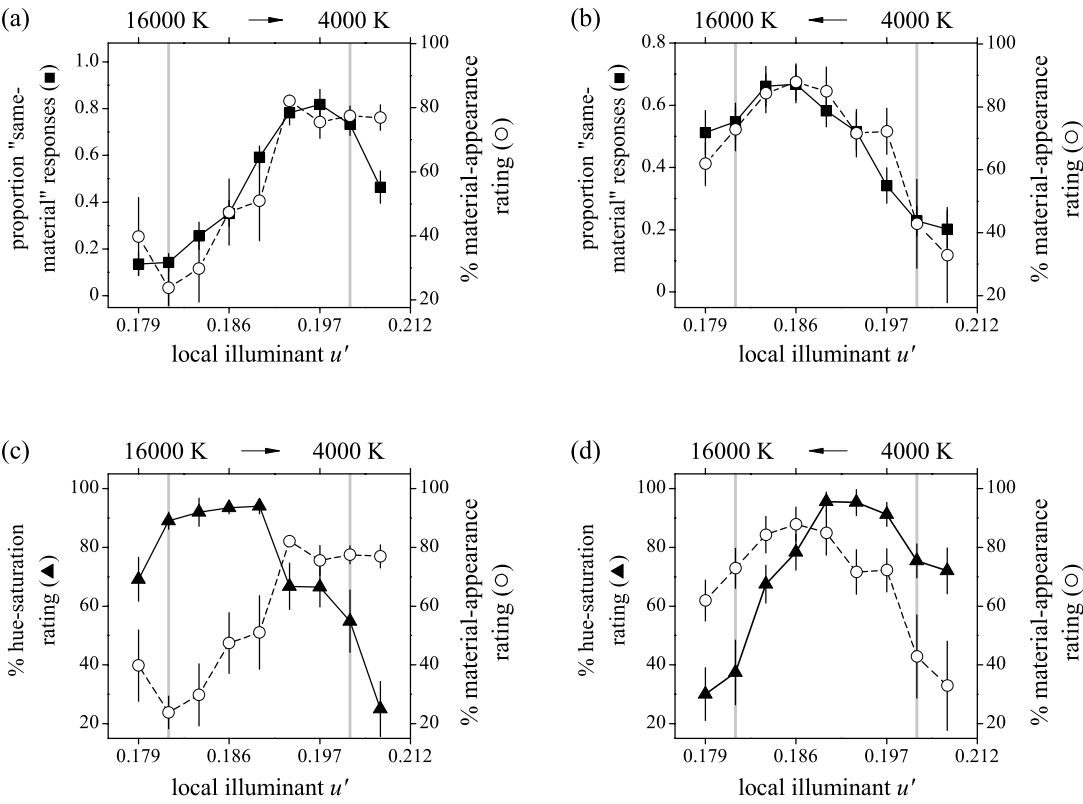 (a)
16000 K → 4000 K
proportion "same-
material" responses (■)
1.0
0.8
0.6
0.4
0.2
0
100
80
60
40
20
% material-appearance
rating (○)
0.179 0.186 0.197 0.212
local illuminant u′
(b)
16000 K ← 4000 K
proportion "same-
material" responses (■)
0.8
0.6
0.4
0.2
0
100
80
60
40
20
% material-appearance
rating (○)
0.179 0.186 0.197 0.212
local illuminant u′
(c)
16000 K → 4000 K
% hue-saturation
rating (▲)
100
80
60
40
20
100
80
60
40
20
% material-appearance
rating (○)
0.179 0.186 0.197 0.212
local illuminant u′
(d)
16000 K ← 4000 K
% hue-saturation
rating (▲)
100
80
60
40
20
100
80
60
40
20
% material-appearance
rating (○)
0.179 0.186 0.197 0.212
local illuminant u′